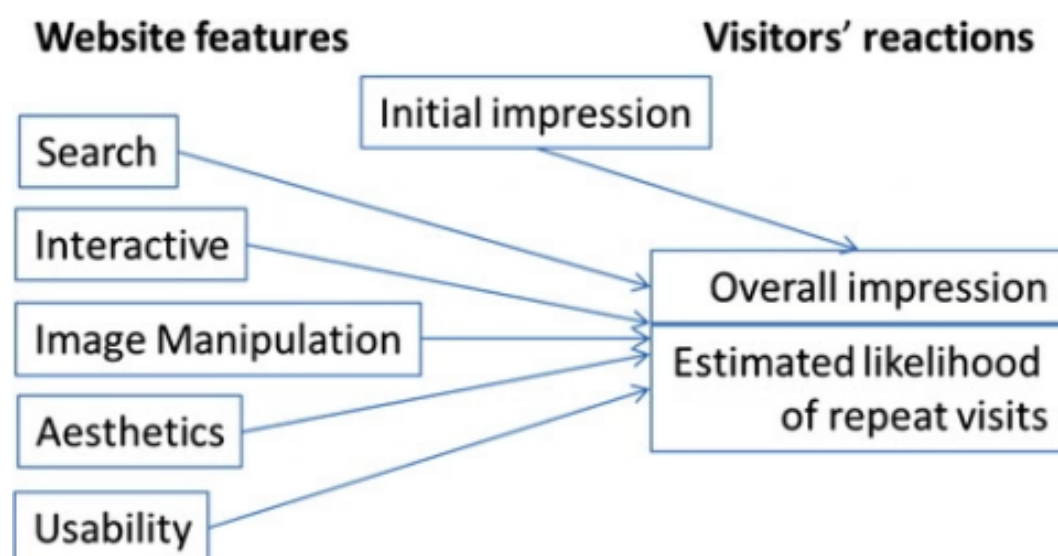 Website features
Visitors' reactions
Initial impression
Search
Interactive
Overall impression
Image Manipulation
Estimated likelihood
of repeat visits
Aesthetics
Usability